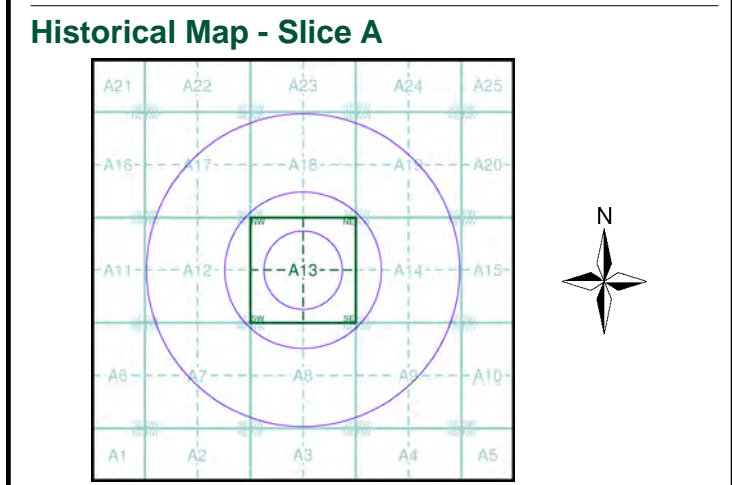 Historical Map - Slice A
A21 A22 A23 A24 A25
A16 A17 A18 A19 A20
NW NE
N
A11 A12 A13 A14 A15
SW SE
A6 A7 A8 A9 A10
A1 A2 A3 A4 A5